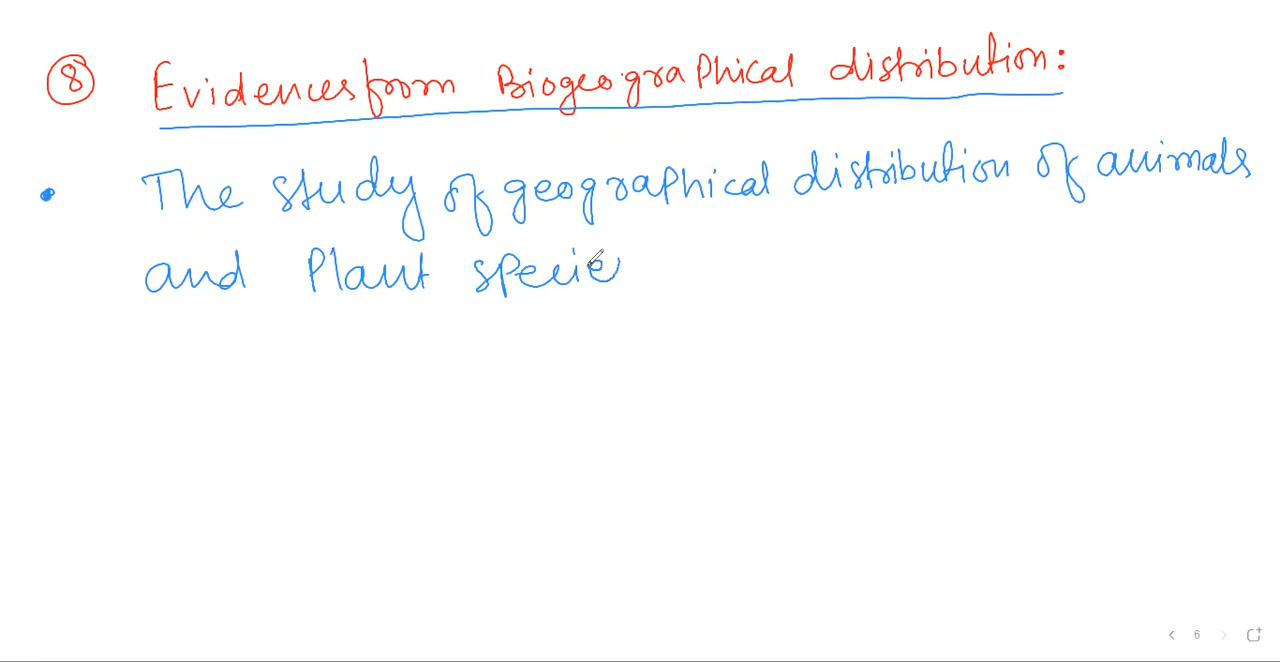 ⑧ Evidences from Biogeographical distribution:
• The study of geographical distribution of animals
and Plant specie
6